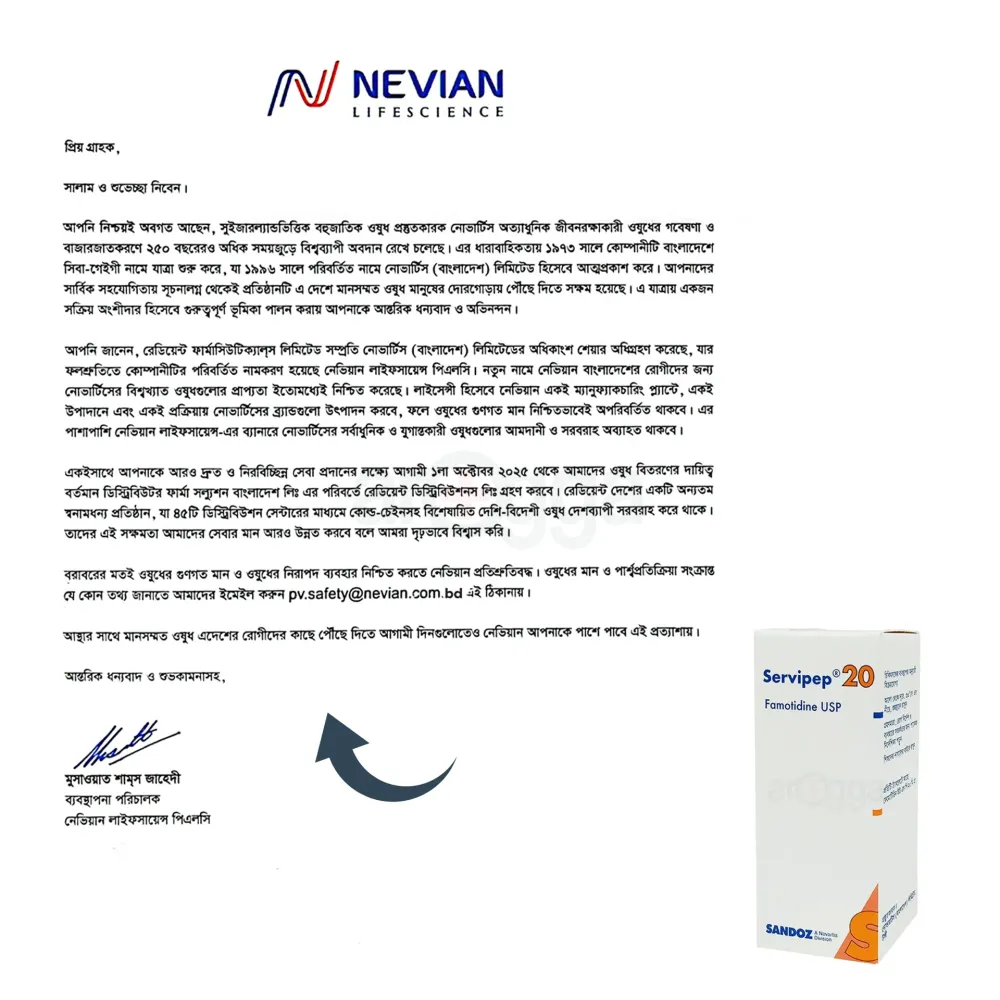 NEVIAN
LIFESCIENCE
প্রিয় গ্রাহক,
সালাম ও শুভেচ্ছা নিবেন।
আপনি নিশ্চয়ই অবগত আছেন, সুইজারল্যান্ডভিত্তিক বহুজাতিক ওষুধ প্রস্তুতকারক নোভার্টিস অত্যাধুনিক জীবনরক্ষাকারী ওষুধের গবেষণা ও
বাজারজাতকরণে ২৫০ বছরেরও অধিক সময়জুড়ে বিশ্বব্যাপী অবদান রেখে চলেছে। এর ধারাবাহিকতায় ১৯৭৩ সালে কোম্পানীটি বাংলাদেশে
সিবা-গেইগী নামে যাত্রা শুরু করে, যা ১৯৯৬ সালে পরিবর্তিত নামে নোভার্টিস (বাংলাদেশ) লিমিটেড হিসেবে আত্মপ্রকাশ করে। আপনাদের
সার্বিক সহযোগিতায় সূচনালগ্ন থেকেই প্রতিষ্ঠানটি এ দেশে মানসম্মত ওষুধ মানুষের দোরগোড়ায় পৌঁছে দিতে সক্ষম হয়েছে। এ যাত্রায় একজন
সক্রিয় অংশীদার হিসেবে গুরুত্বপূর্ণ ভূমিকা পালন করায় আপনাকে আন্তরিক ধন্যবাদ ও অভিনন্দন।
আপনি জানেন, রেডিয়েন্ট ফার্মাসিউটিক্যাল্স লিমিটেড সম্প্রতি নোভার্টিস (বাংলাদেশ) লিমিটেডের অধিকাংশ শেয়ার অধিগ্রহণ করেছে, যার
ফলশ্রুতিতে কোম্পানীটির পরিবর্তিত নামকরণ হয়েছে নেভিয়ান লাইফসায়েন্স পিএলসি। নতুন নামে নেভিয়ান বাংলাদেশের রোগীদের জন্য
নোভার্টিসের বিশ্বখ্যাত ওষুধগুলোর প্রাপ্যতা ইতোমধ্যেই নিশ্চিত করেছে। লাইসেন্সী হিসেবে নেভিয়ান একই ম্যানুফ্যাকচারিং প্ল্যান্টে, একই
উপাদানে এবং একই প্রক্রিয়ায় নোভার্টিসের ব্র্যান্ডগুলো উৎপাদন করবে, ফলে ওষুধের গুণগত মান নিশ্চিতভাবেই অপরিবর্তিত থাকবে। এর
পাশাপাশি নেভিয়ান লাইফসায়েন্স-এর ব্যানারে নোভার্টিসের সর্বাধুনিক ও যুগান্তকারী ওষুধগুলোর আমদানী ও সরবরাহ অব্যাহত থাকবে।
একইসাথে আপনাকে আরও দ্রুত ও নিরবিচ্ছিন্ন সেবা প্রদানের লক্ষ্যে আগামী ১লা অক্টোবর ২০২৫ থেকে আমাদের ওষুধ বিতরণের দায়িত্ব
বর্তমান ডিস্ট্রিবিউটর ফার্মা সল্যুশন বাংলাদেশ লিঃ এর পরিবর্তে রেডিয়েন্ট ডিস্ট্রিবিউশনস লিঃ গ্রহণ করবে। রেডিয়েন্ট দেশের একটি অন্যতম
স্বনামধন্য প্রতিষ্ঠান, যা ৪৫টি ডিস্ট্রিবিউশন সেন্টারের মাধ্যমে কোল্ড-চেইনসহ বিশেষায়িত দেশি-বিদেশী ওষুধ দেশব্যাপী সরবরাহ করে থাকে।
তাদের এই সক্ষমতা আমাদের সেবার মান আরও উন্নত করবে বলে আমরা দৃঢ়ভাবে বিশ্বাস করি।
বরাবরের মতই ওষুধের গুণগত মান ও ওষুধের নিরাপদ ব্যবহার নিশ্চিত করতে নেভিয়ান প্রতিশ্রুতিবদ্ধ। ওষুধের মান ও পার্শ্বপ্রতিক্রিয়া সংক্রান্ত
যে কোন তথ্য জানাতে আমাদের ইমেইল করুন pv.safety@nevian.com.bd এই ঠিকানায়।
আস্থার সাথে মানসম্মত ওষুধ এদেশের রোগীদের কাছে পৌঁছে দিতে আগামী দিনগুলোতেও নেভিয়ান আপনাকে পাশে পাবে এই প্রত্যাশায়।
আন্তরিক ধন্যবাদ ও শুভকামনাসহ,
মুসাওয়াত শাম্স জাহেদী
ব্যবস্থাপনা পরিচালক
নেভিয়ান লাইফসায়েন্স পিএলসি
arogga
Servipep® 20
Famotidine USP
arogga
SANDOZ A Novartis
Division